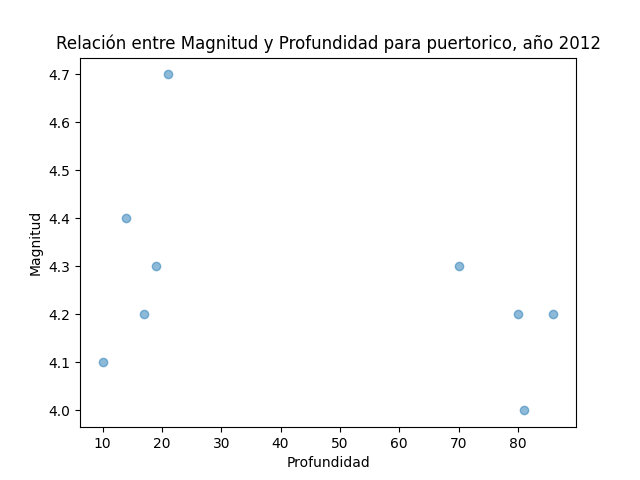 Relación entre Magnitud y Profundidad para puertorico, año 2012
4.7
4.6
4.5
4.4
4.3
4.2
4.1
4.0
Magnitud
10 20 30 40 50 60 70 80
Profundidad